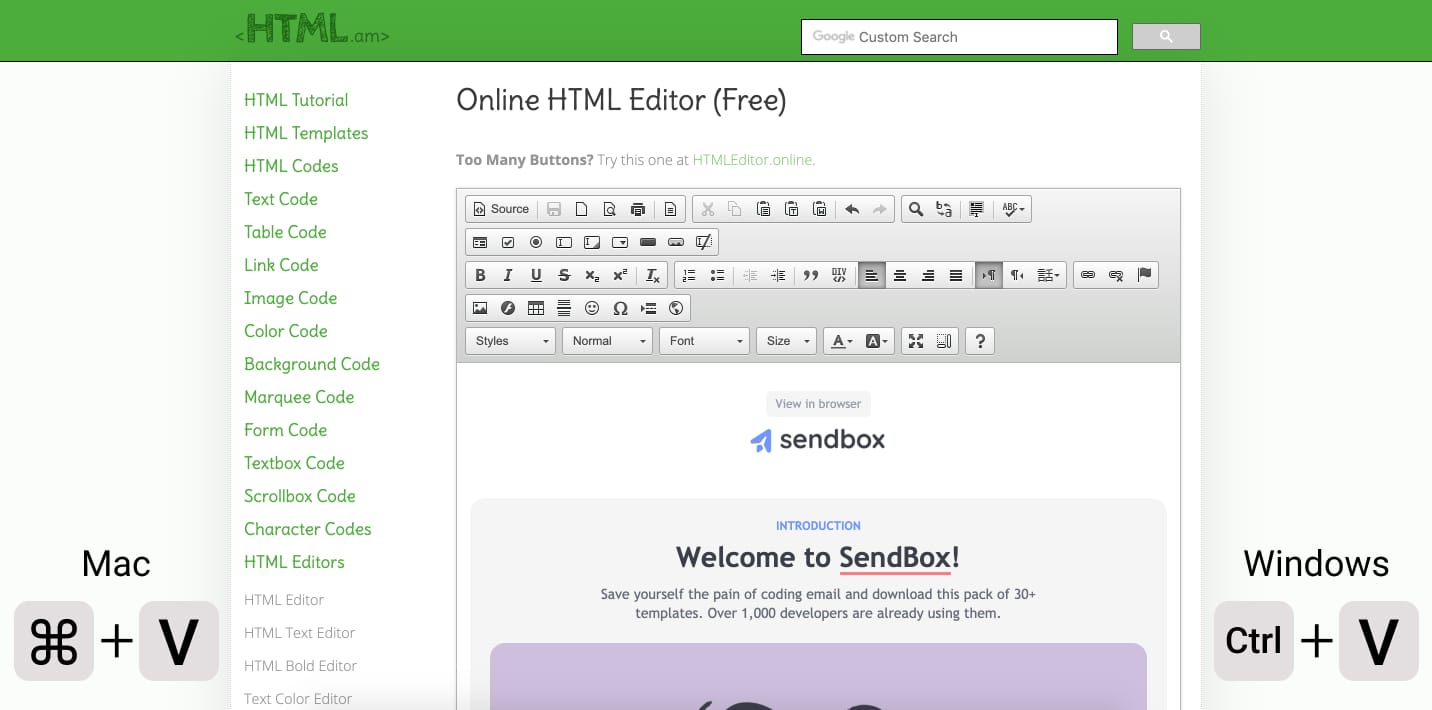 <HTML.am>
Google Custom Search
HTML Tutorial
HTML Templates
HTML Codes
Text Code
Table Code
Link Code
Image Code
Color Code
Background Code
Marquee Code
Form Code
Textbox Code
Scrollbox Code
Character Codes
HTML Editors
HTML Editor
HTML Text Editor
HTML Bold Editor
Text Color Editor
Online HTML Editor (Free)
Too Many Buttons? Try this one at HTMLEditor.online.
Source
ABC
B I U S x₂ x² Tx
DIV
Styles Normal Font Size A A ?
View in browser
sendbox
INTRODUCTION
Welcome to SendBox!
Save yourself the pain of coding email and download this pack of 30+
templates. Over 1,000 developers are already using them.
Mac
⌘ + V
Windows
Ctrl + V